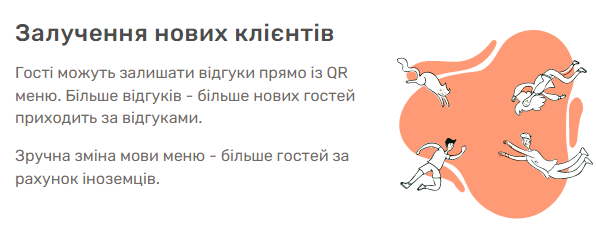 Залучення нових клієнтів
Гості можуть залишати відгуки прямо із QR
меню. Більше відгуків - більше нових гостей
приходить за відгуками.
Зручна зміна мови меню - більше гостей за
рахунок іноземців.